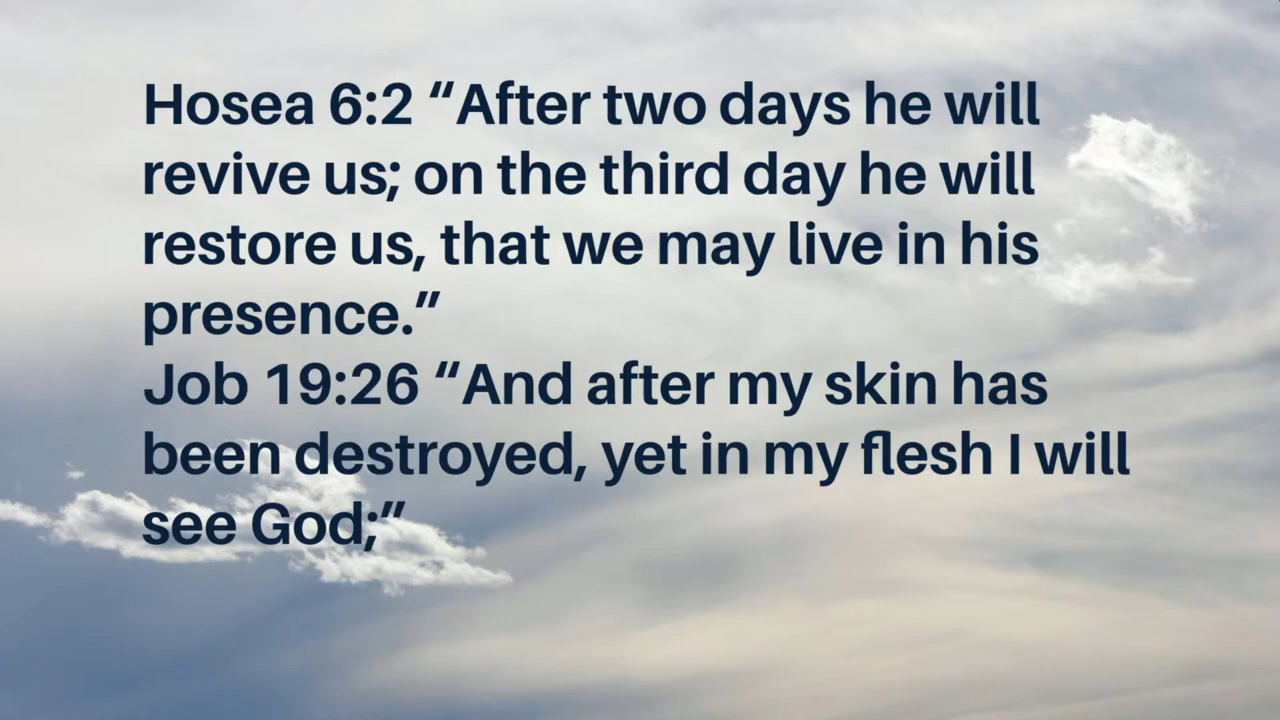 Hosea 6:2 “After two days he will
revive us; on the third day he will
restore us, that we may live in his
presence.”
Job 19:26 “And after my skin has
been destroyed, yet in my flesh I will
see God;”